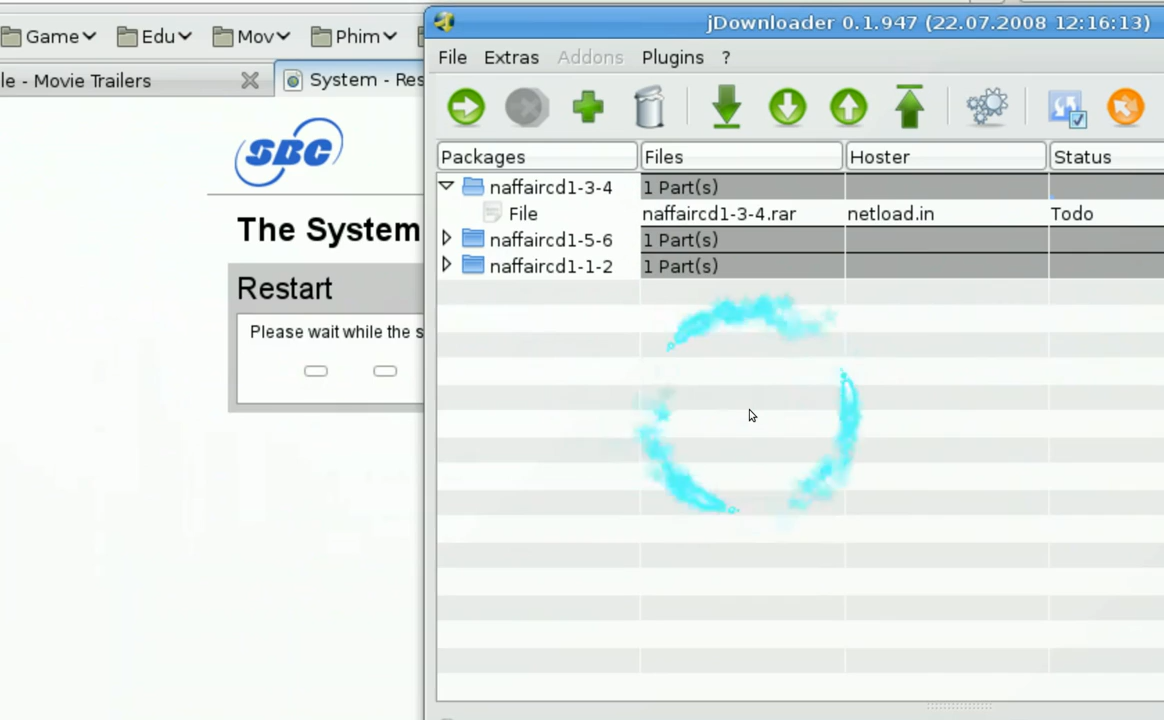 jDownloader 0.1.947 (22.07.2008 12:16:13)
Game Edu Mov Phim
File Extras Addons Plugins ?
le - Movie Trailers
System - Res
SBC
The System
Restart
Please wait while the s
Packages Files Hoster Status
naffaircd1-3-4 1 Part(s)
File naffaircd1-3-4.rar netload.in Todo
naffaircd1-5-6 1 Part(s)
naffaircd1-1-2 1 Part(s)